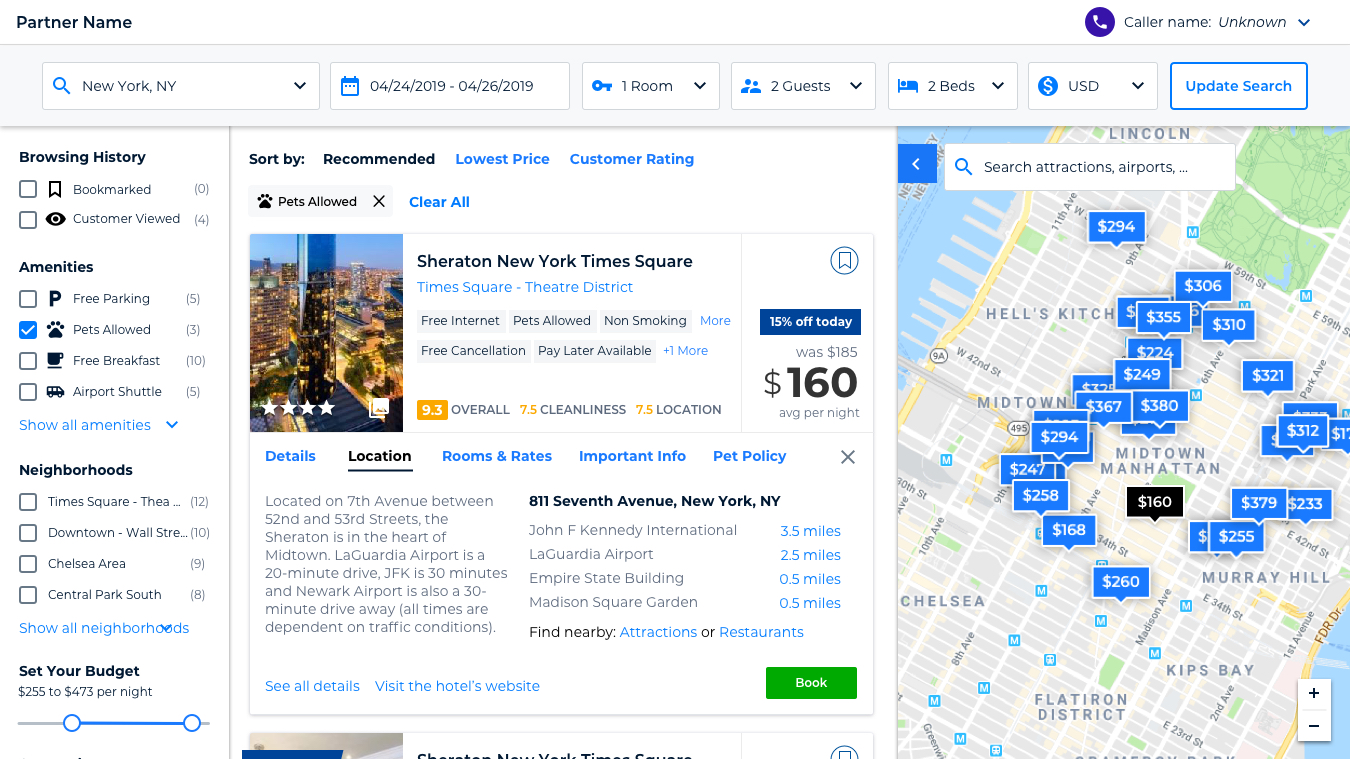 Partner Name
Caller name: Unknown
New York, NY
04/24/2019 - 04/26/2019
1 Room
2 Guests
2 Beds
USD
Update Search
Browsing History
Bookmarked (0)
Customer Viewed (4)
Amenities
Free Parking (5)
Pets Allowed (3)
Free Breakfast (10)
Airport Shuttle (5)
Show all amenities
Neighborhoods
Times Square - Thea ... (12)
Downtown - Wall Stre... (10)
Chelsea Area (9)
Central Park South (8)
Show all neighborhoods
Set Your Budget
$255 to $473 per night
Sort by: Recommended Lowest Price Customer Rating
Pets Allowed
Clear All
Sheraton New York Times Square
Times Square - Theatre District
Free Internet Pets Allowed Non Smoking More
Free Cancellation Pay Later Available +1 More
9.3 OVERALL 7.5 CLEANLINESS 7.5 LOCATION
15% off today
was $185
$160
avg per night
Details Location Rooms & Rates Important Info Pet Policy
Located on 7th Avenue between
52nd and 53rd Streets, the
Sheraton is in the heart of
Midtown. LaGuardia Airport is a
20-minute drive, JFK is 30 minutes
and Newark Airport is also a 30-
minute drive away (all times are
dependent on traffic conditions).
811 Seventh Avenue, New York, NY
John F Kennedy International 3.5 miles
LaGuardia Airport 2.5 miles
Empire State Building 0.5 miles
Madison Square Garden 0.5 miles
Find nearby: Attractions or Restaurants
See all details Visit the hotel's website
Book
Sheraton New York Times Square
LINCOLN
Search attractions, airports, ...
$294
9th Ave
W 59th St
$306
HELL'S KITCH
$355
$310
E 59th St
W 42nd St
9A
$224
6th Ave
$249
$321
Park Ave
MIDTOWN
$325
$367
$380
495
$294
$312
MIDTOWN
MANHATTAN
$247
$258
$160
$379
$233
10th Ave
$168
W 34th St
$255
$260
MURRAY HILL
CHELSEA
E 34th St
Madison Ave
1st Avenue
FDR Dr.
8th Ave
KIPS BAY
FLATIRON
DISTRICT
2nd Ave
E 23rd St
+
−